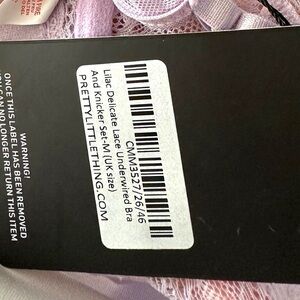 CMM3527/26/46
Lilac Delicate Lace Underwired Bra
And Knicker Set-M (UK size)
PRETTYLITTLETHING.COM
WARNING!
ONCE THIS LABEL HAS BEEN REMOVED
YOU CAN NO LONGER RETURN THIS ITEM